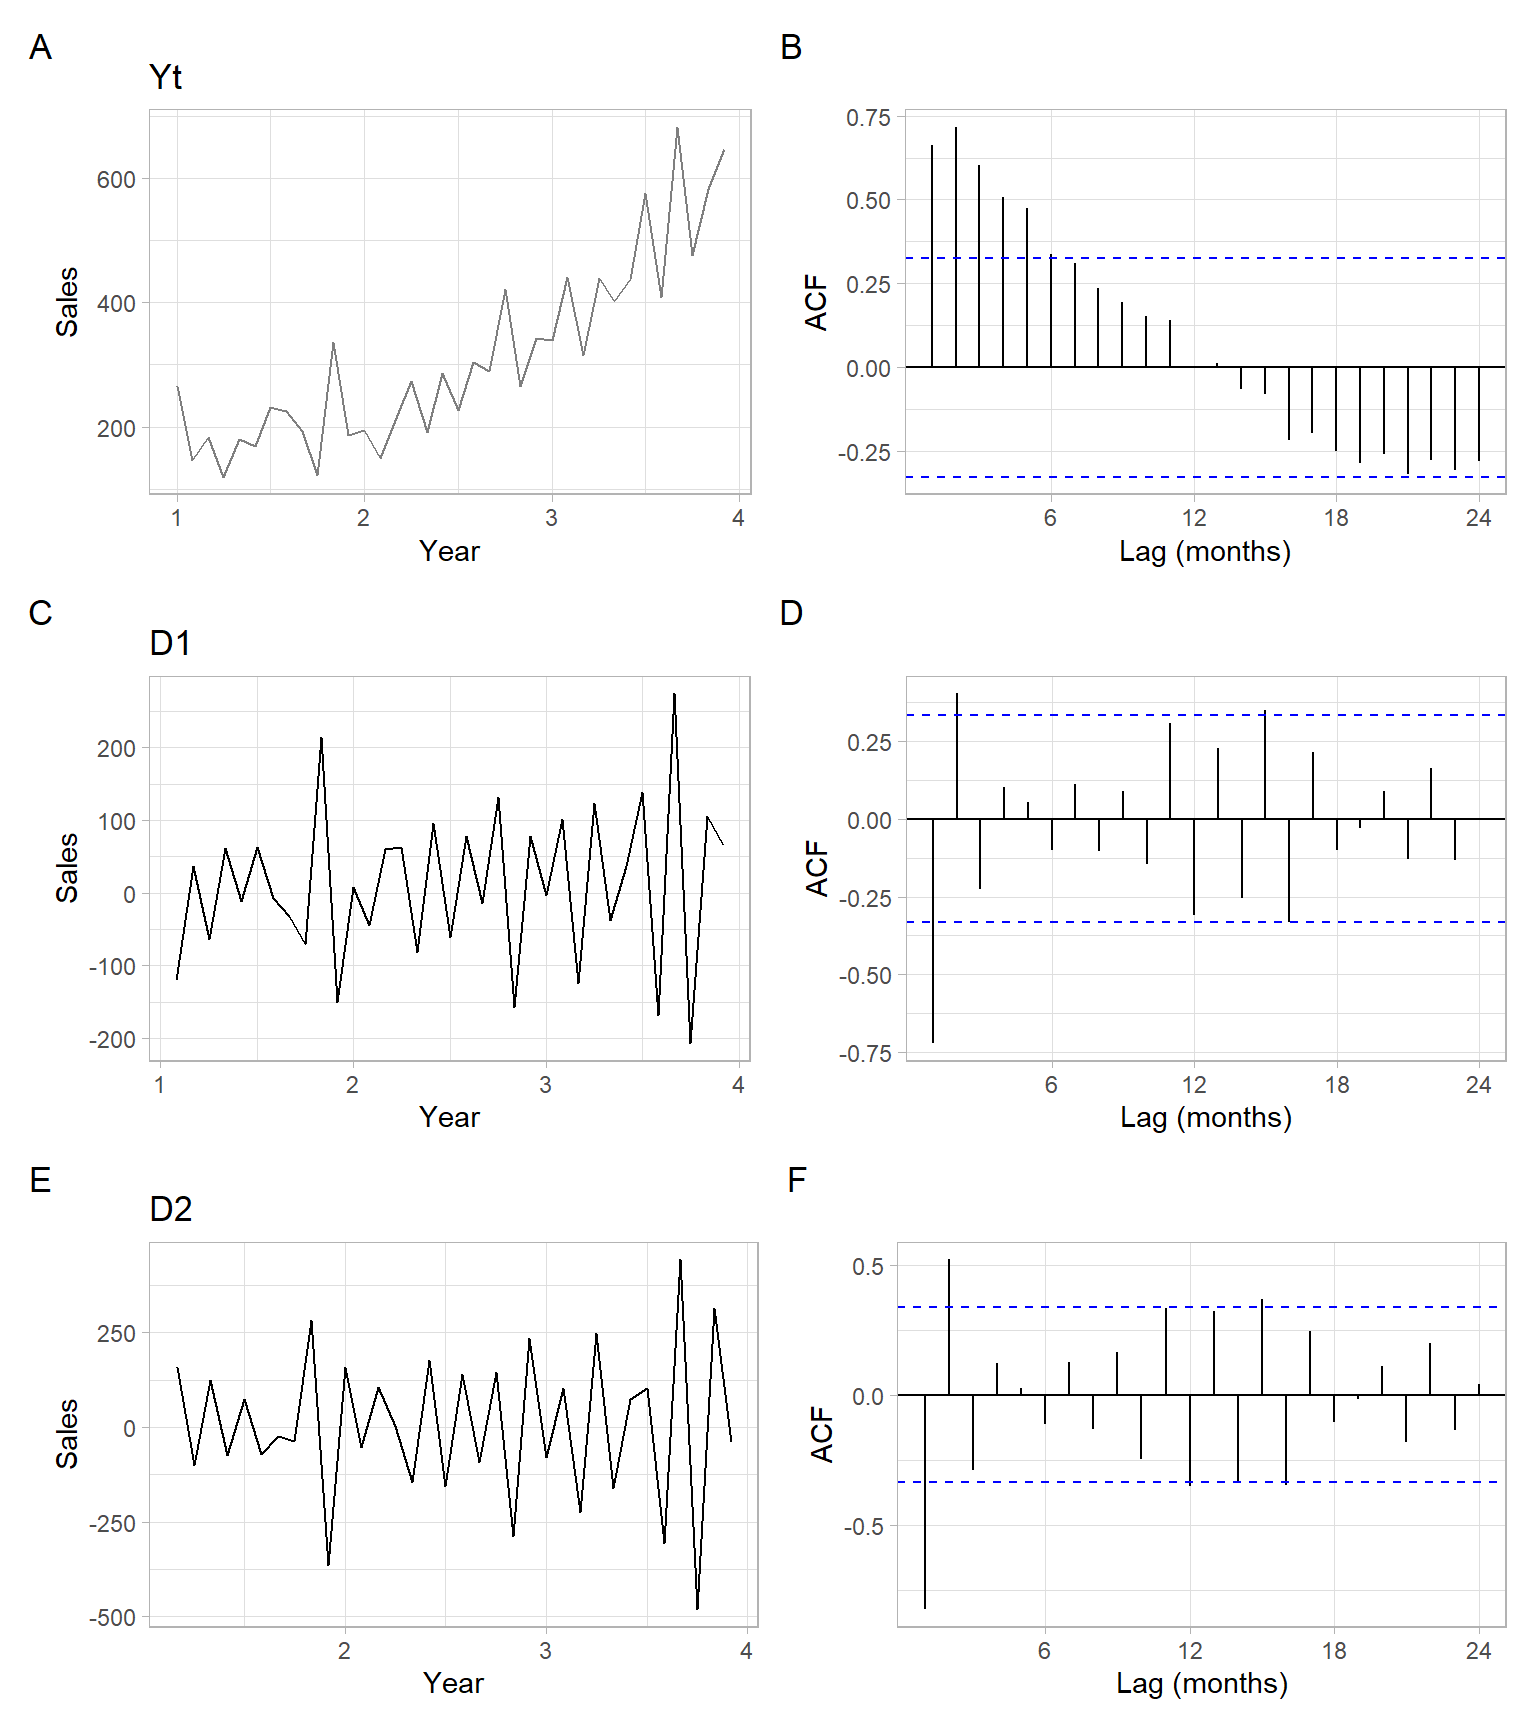 A
Yt
Sales
600
400
200
1 2 3 4
Year
B
ACF
0.75
0.50
0.25
0.00
-0.25
6 12 18 24
Lag (months)
C
D1
Sales
200
100
0
-100
-200
1 2 3 4
Year
D
ACF
0.25
0.00
-0.25
-0.50
-0.75
6 12 18 24
Lag (months)
E
D2
Sales
250
0
-250
-500
2 3 4
Year
F
ACF
0.5
0.0
-0.5
6 12 18 24
Lag (months)